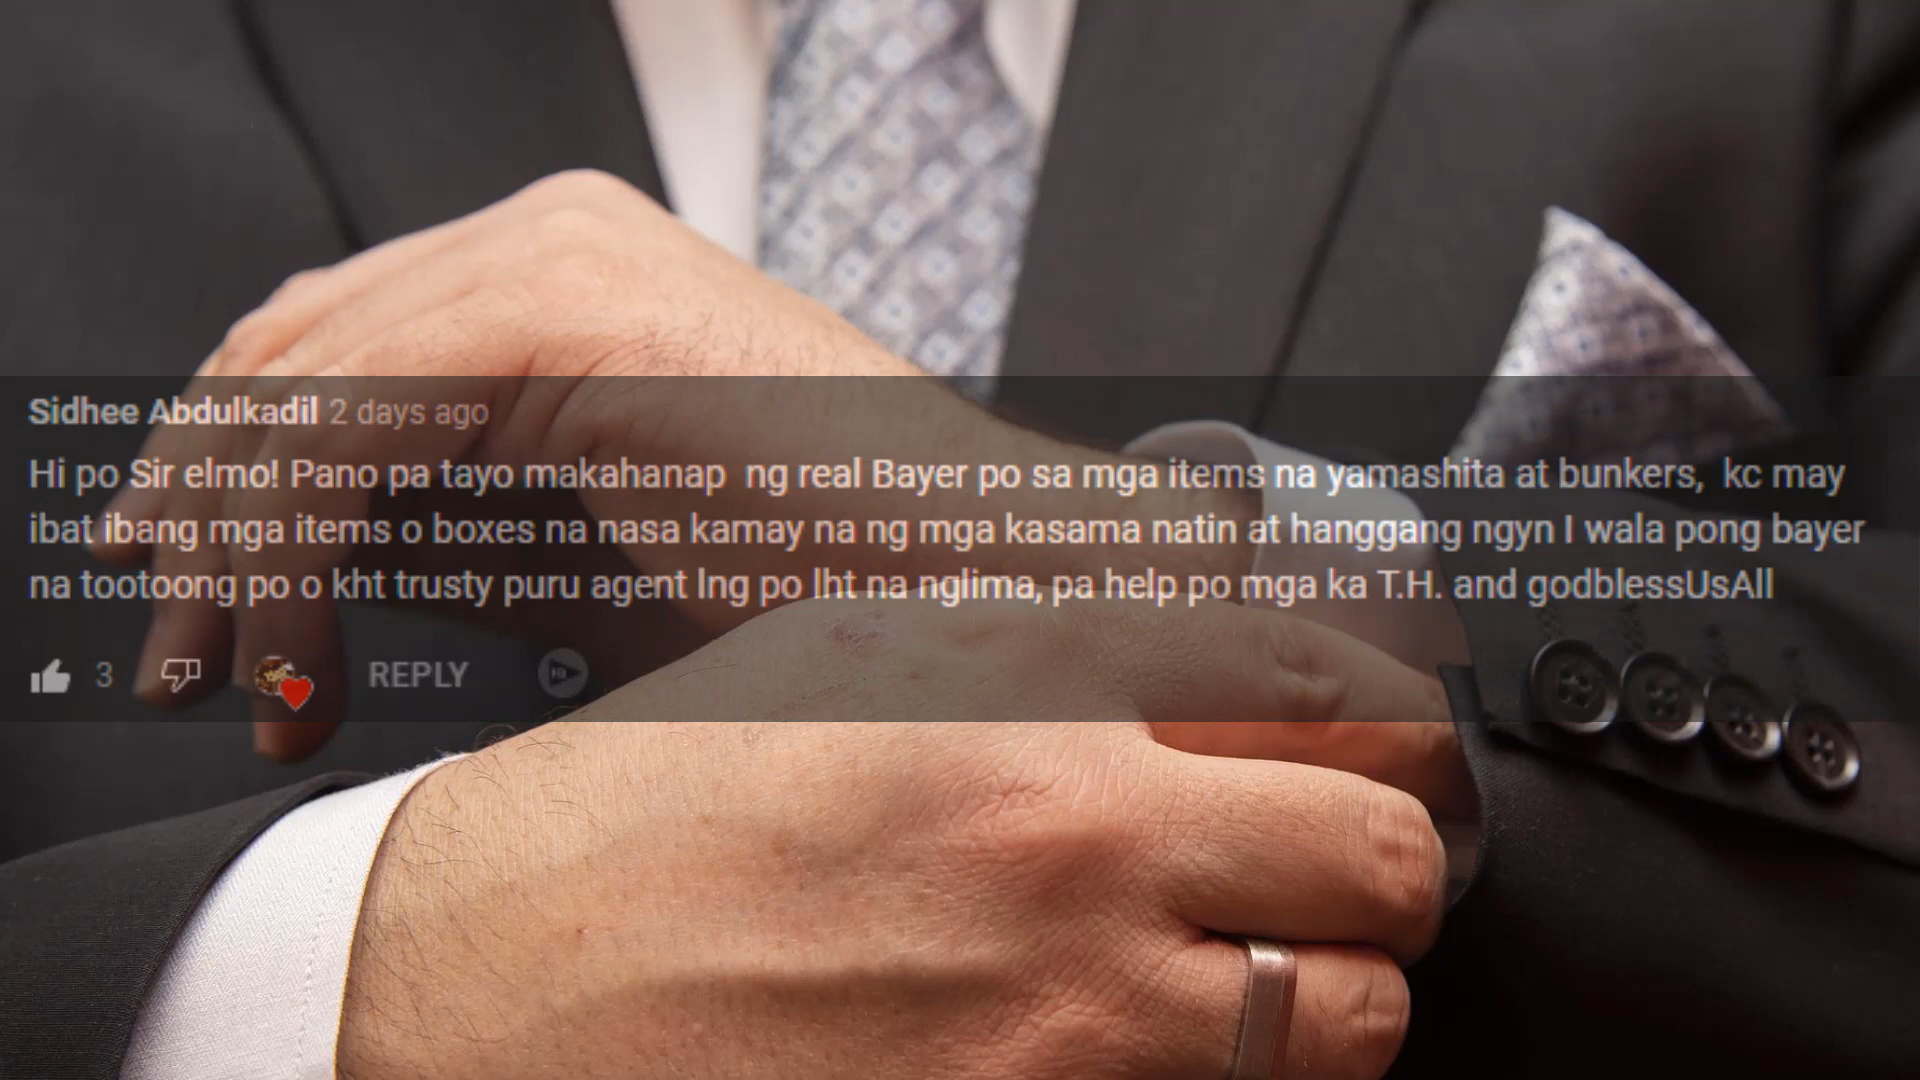 Sidhee Abdulkadil 2 days ago
Hi po Sir elmo! Pano pa tayo makahanap ng real Bayer po sa mga items na yamashita at bunkers, kc may
ibat ibang mga items o boxes na nasa kamay na ng mga kasama natin at hanggang ngyn I wala pong bayer
na tootoong po o kht trusty puru agent lng po lht na nglima, pa help po mga ka T.H. and godblessUsAll
3
REPLY